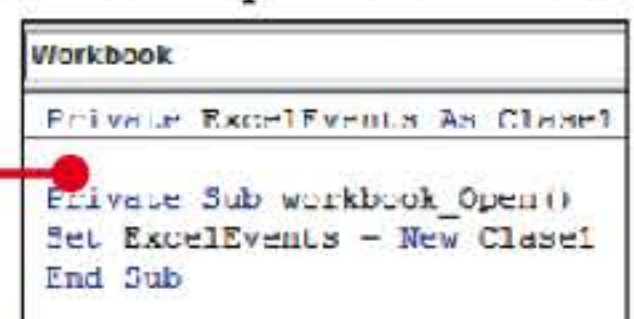 Workbook
Private ExcelEvents As Clase1
Private Sub workbook_Open()
Set ExcelEvents = New Clase1
End Sub